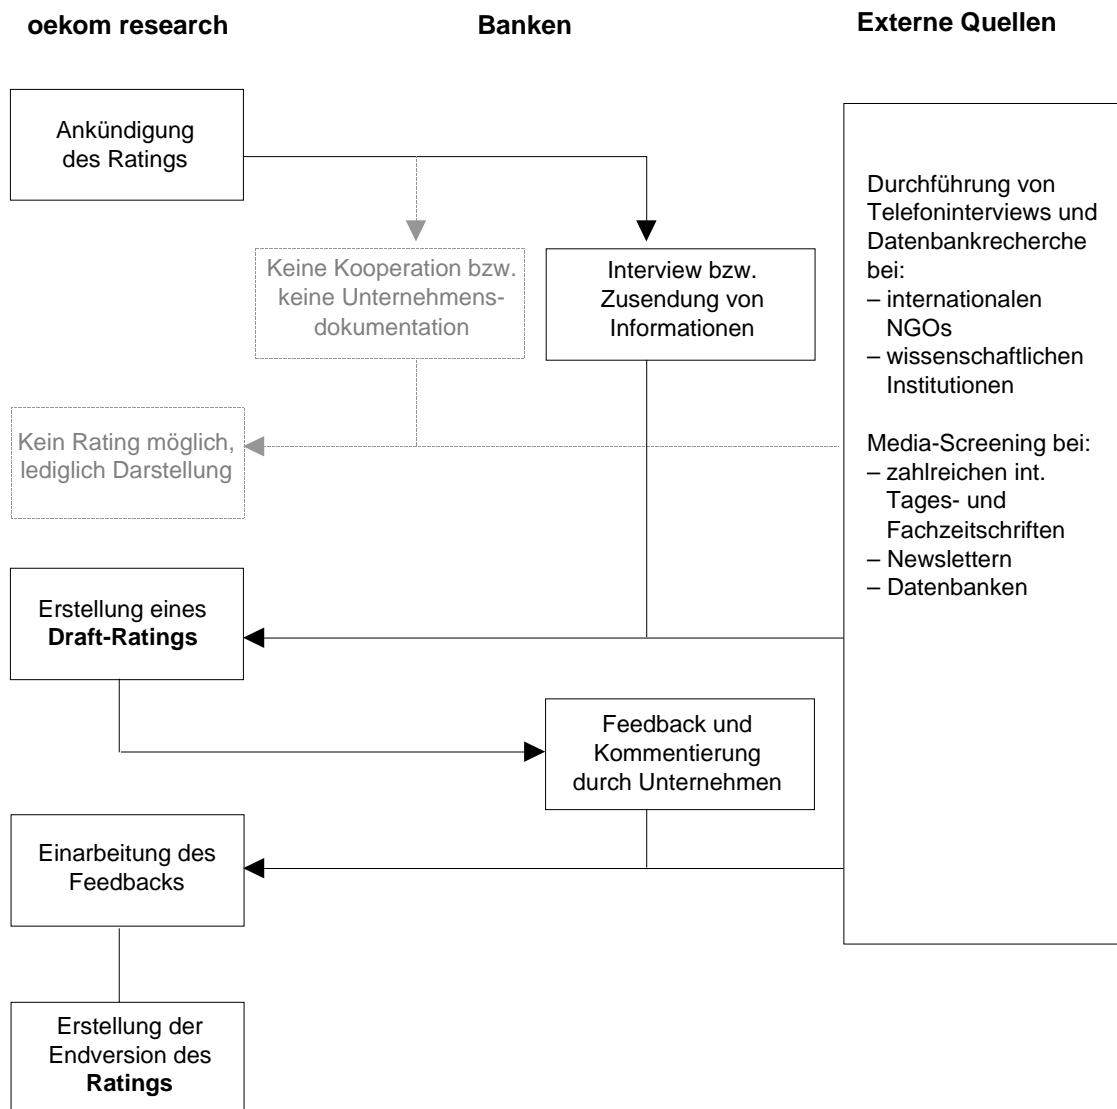 oekom research
Banken
Externe Quellen
Ankündigung
des Ratings
Keine Kooperation bzw.
keine Unternehmens-
dokumentation
Interview bzw.
Zusendung von
Informationen
Kein Rating möglich,
lediglich Darstellung
Erstellung eines
Draft-Ratings
Feedback und
Kommentierung
durch Unternehmen
Einarbeitung des
Feedbacks
Erstellung der
Endversion des
Ratings
Durchführung von
Telefoninterviews und
Datenbankrecherche
bei:
– internationalen
NGOs
– wissenschaftlichen
Institutionen
Media-Screening bei:
– zahlreichen int.
Tages- und
Fachzeitschriften
– Newslettern
– Datenbanken